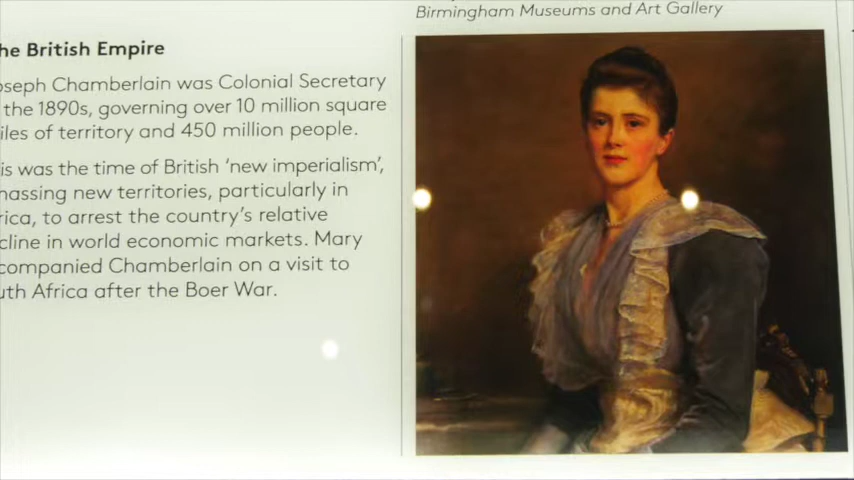 Birmingham Museums and Art Gallery
he British Empire
oseph Chamberlain was Colonial Secretary
the 1890s, governing over 10 million square
iles of territory and 450 million people.
is was the time of British ‘new imperialism’,
massing new territories, particularly in
rica, to arrest the country’s relative
cline in world economic markets. Mary
companied Chamberlain on a visit to
uth Africa after the Boer War.